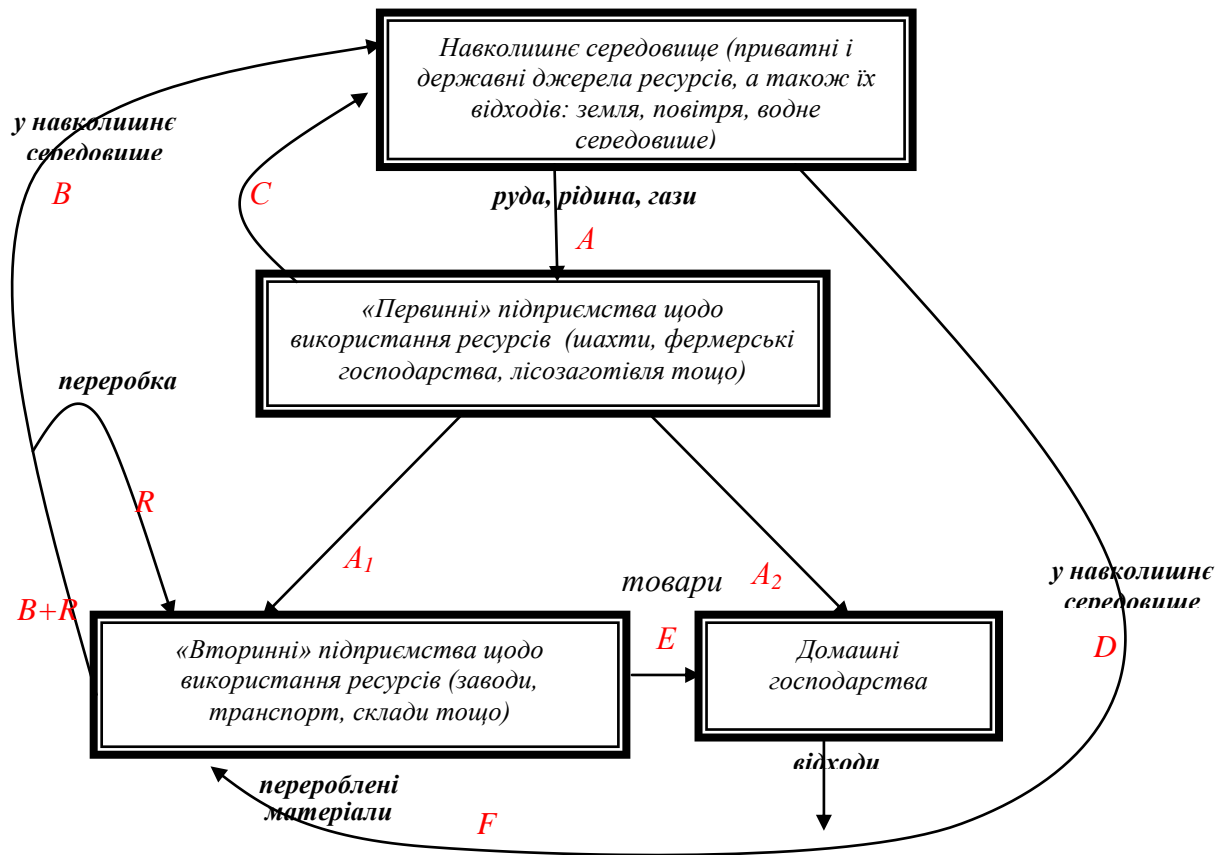 Навколишнє середовище (приватні і
державні джерела ресурсів, а також їх
відходів: земля, повітря, водне
середовище)
у навколишнє
середовище
B
C
руда, рідина, гази
A
«Первинні» підприємства щодо
використання ресурсів (шахти, фермерські
господарства, лісозаготівля тощо)
переробка
R
A1
товари
A2
у навколишнє
середовище
B+R
E
D
«Вторинні» підприємства щодо
використання ресурсів (заводи,
транспорт, склади тощо)
Домашні
господарства
відходи
перероблені
матеріали
F